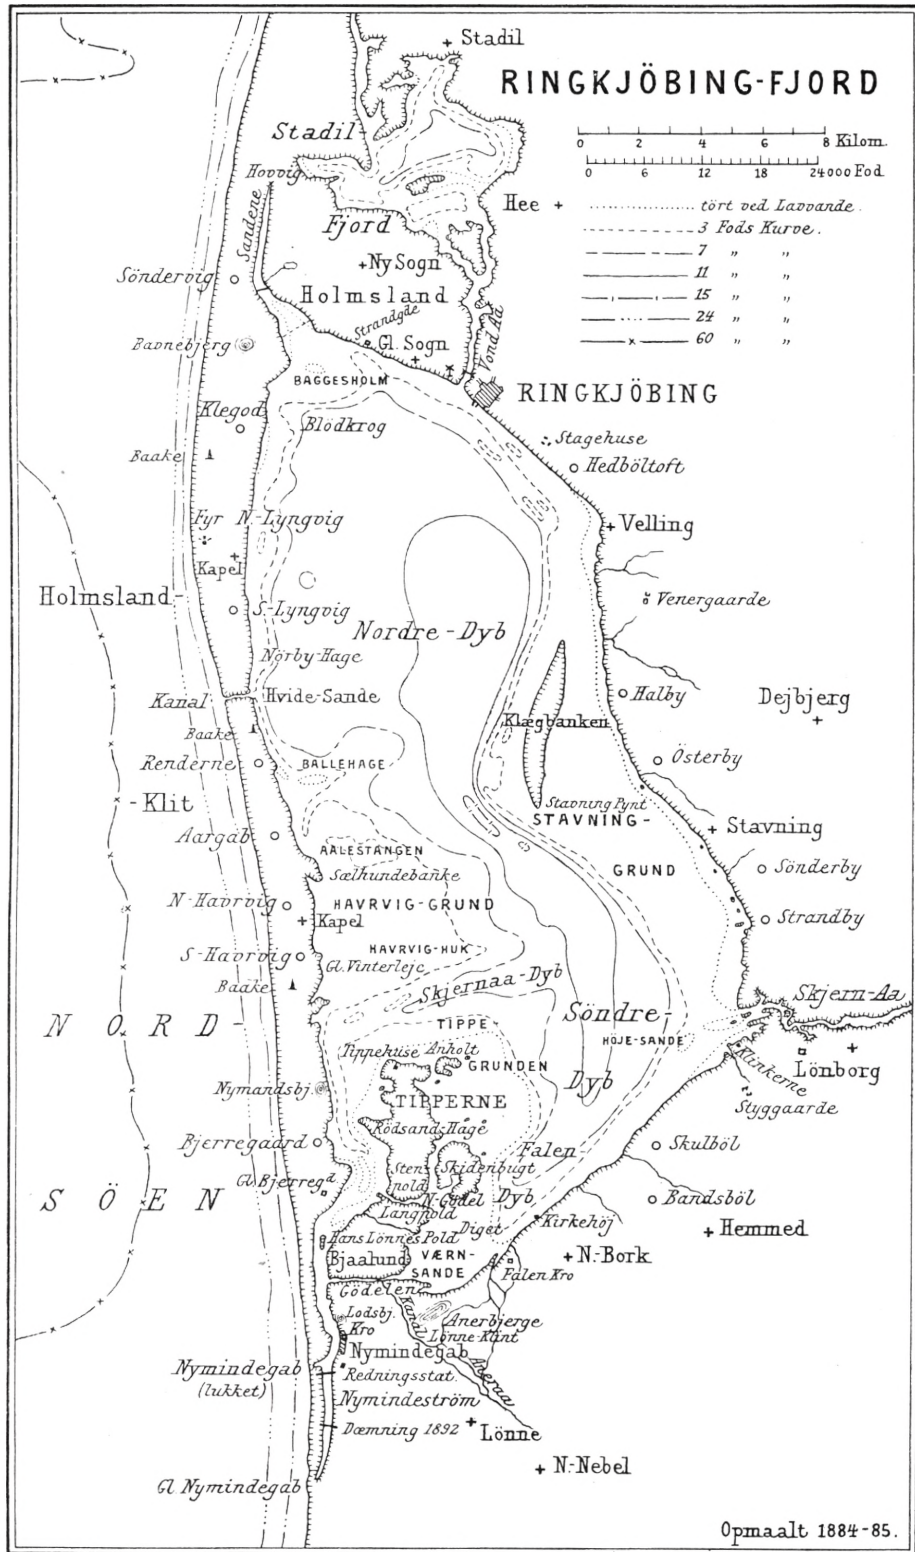 Stadil
RINGKJÖBING-FJORD
0 2 4 6 8 Kilom.
0 6 12 18 24000 Fod
tört ved Lavvande.
3 Fods Kurve.
7 " "
11 " "
15 " "
24 " "
60 " "
Stadil-
Hovvig
Sandene
Fjord
Hee
Ny Sogn
Söndervig
Holmsland
Strandgde
Gl. Sogn
Vond Aa
Bavnebjerg
BAGGESHOLM
RINGKJÖBING
Klegod
Blödkrog
Stagehuse
Baake
Hedböltoft
Fyr N.-Lyngvig
Velling
Kapel
Holmsland-
S.-Lyngvig
Venergaarde
Nordre-Dyb
Nörby-Hage
Kanal
Hvide-Sande
Halby
Dejbjerg
Klægbanken
Baake
Renderne
BALLEHAGE
Österby
-Klit
Stavning Pynt
STAVNING-
Stavning
Aargab
AALESTANGEN
GRUND
Sönderby
Sælhundebanke
N-Havrvig
HAVRVIG-GRUND
Kapel
Strandby
HAVRVIG-HUK
S-Havrvig
Gl. Vinterleje
Baake
Skjernaa-Dyb
Skjern-Aa
NORD-
TIPPE-
Söndre-
HÖJE-SANDE
Tippehuse
Anholt
GRUNDEN
Klinkerne
Lönborg
Nymandsbj.
Dyb
TIPPERNE
Styggaarde
Rödsands-Hage
Bjerregaard
Falen-
Skulböl
Sten
pold
Skidenbugt
Gl. Bjerregd
SÖEN
N-Gödel
Dyb
Bandsböl
Langpold
Diget
Kirkehöj
Hemmed
Hans Lönnes Pold
Bjaalund
VÆRN-
SANDE
N.-Bork
Falen Kro
Gödelen
Kanal
Lodsbj.
Anerbjerge
Kro
Lönne-Klint
Nymindegab
Nymindegab
(lukket)
Redningsstat.
Nymindeström
Dæmning 1892
Lönne
N.-Nebel
Gl. Nymindegab
Opmaalt 1884-85.